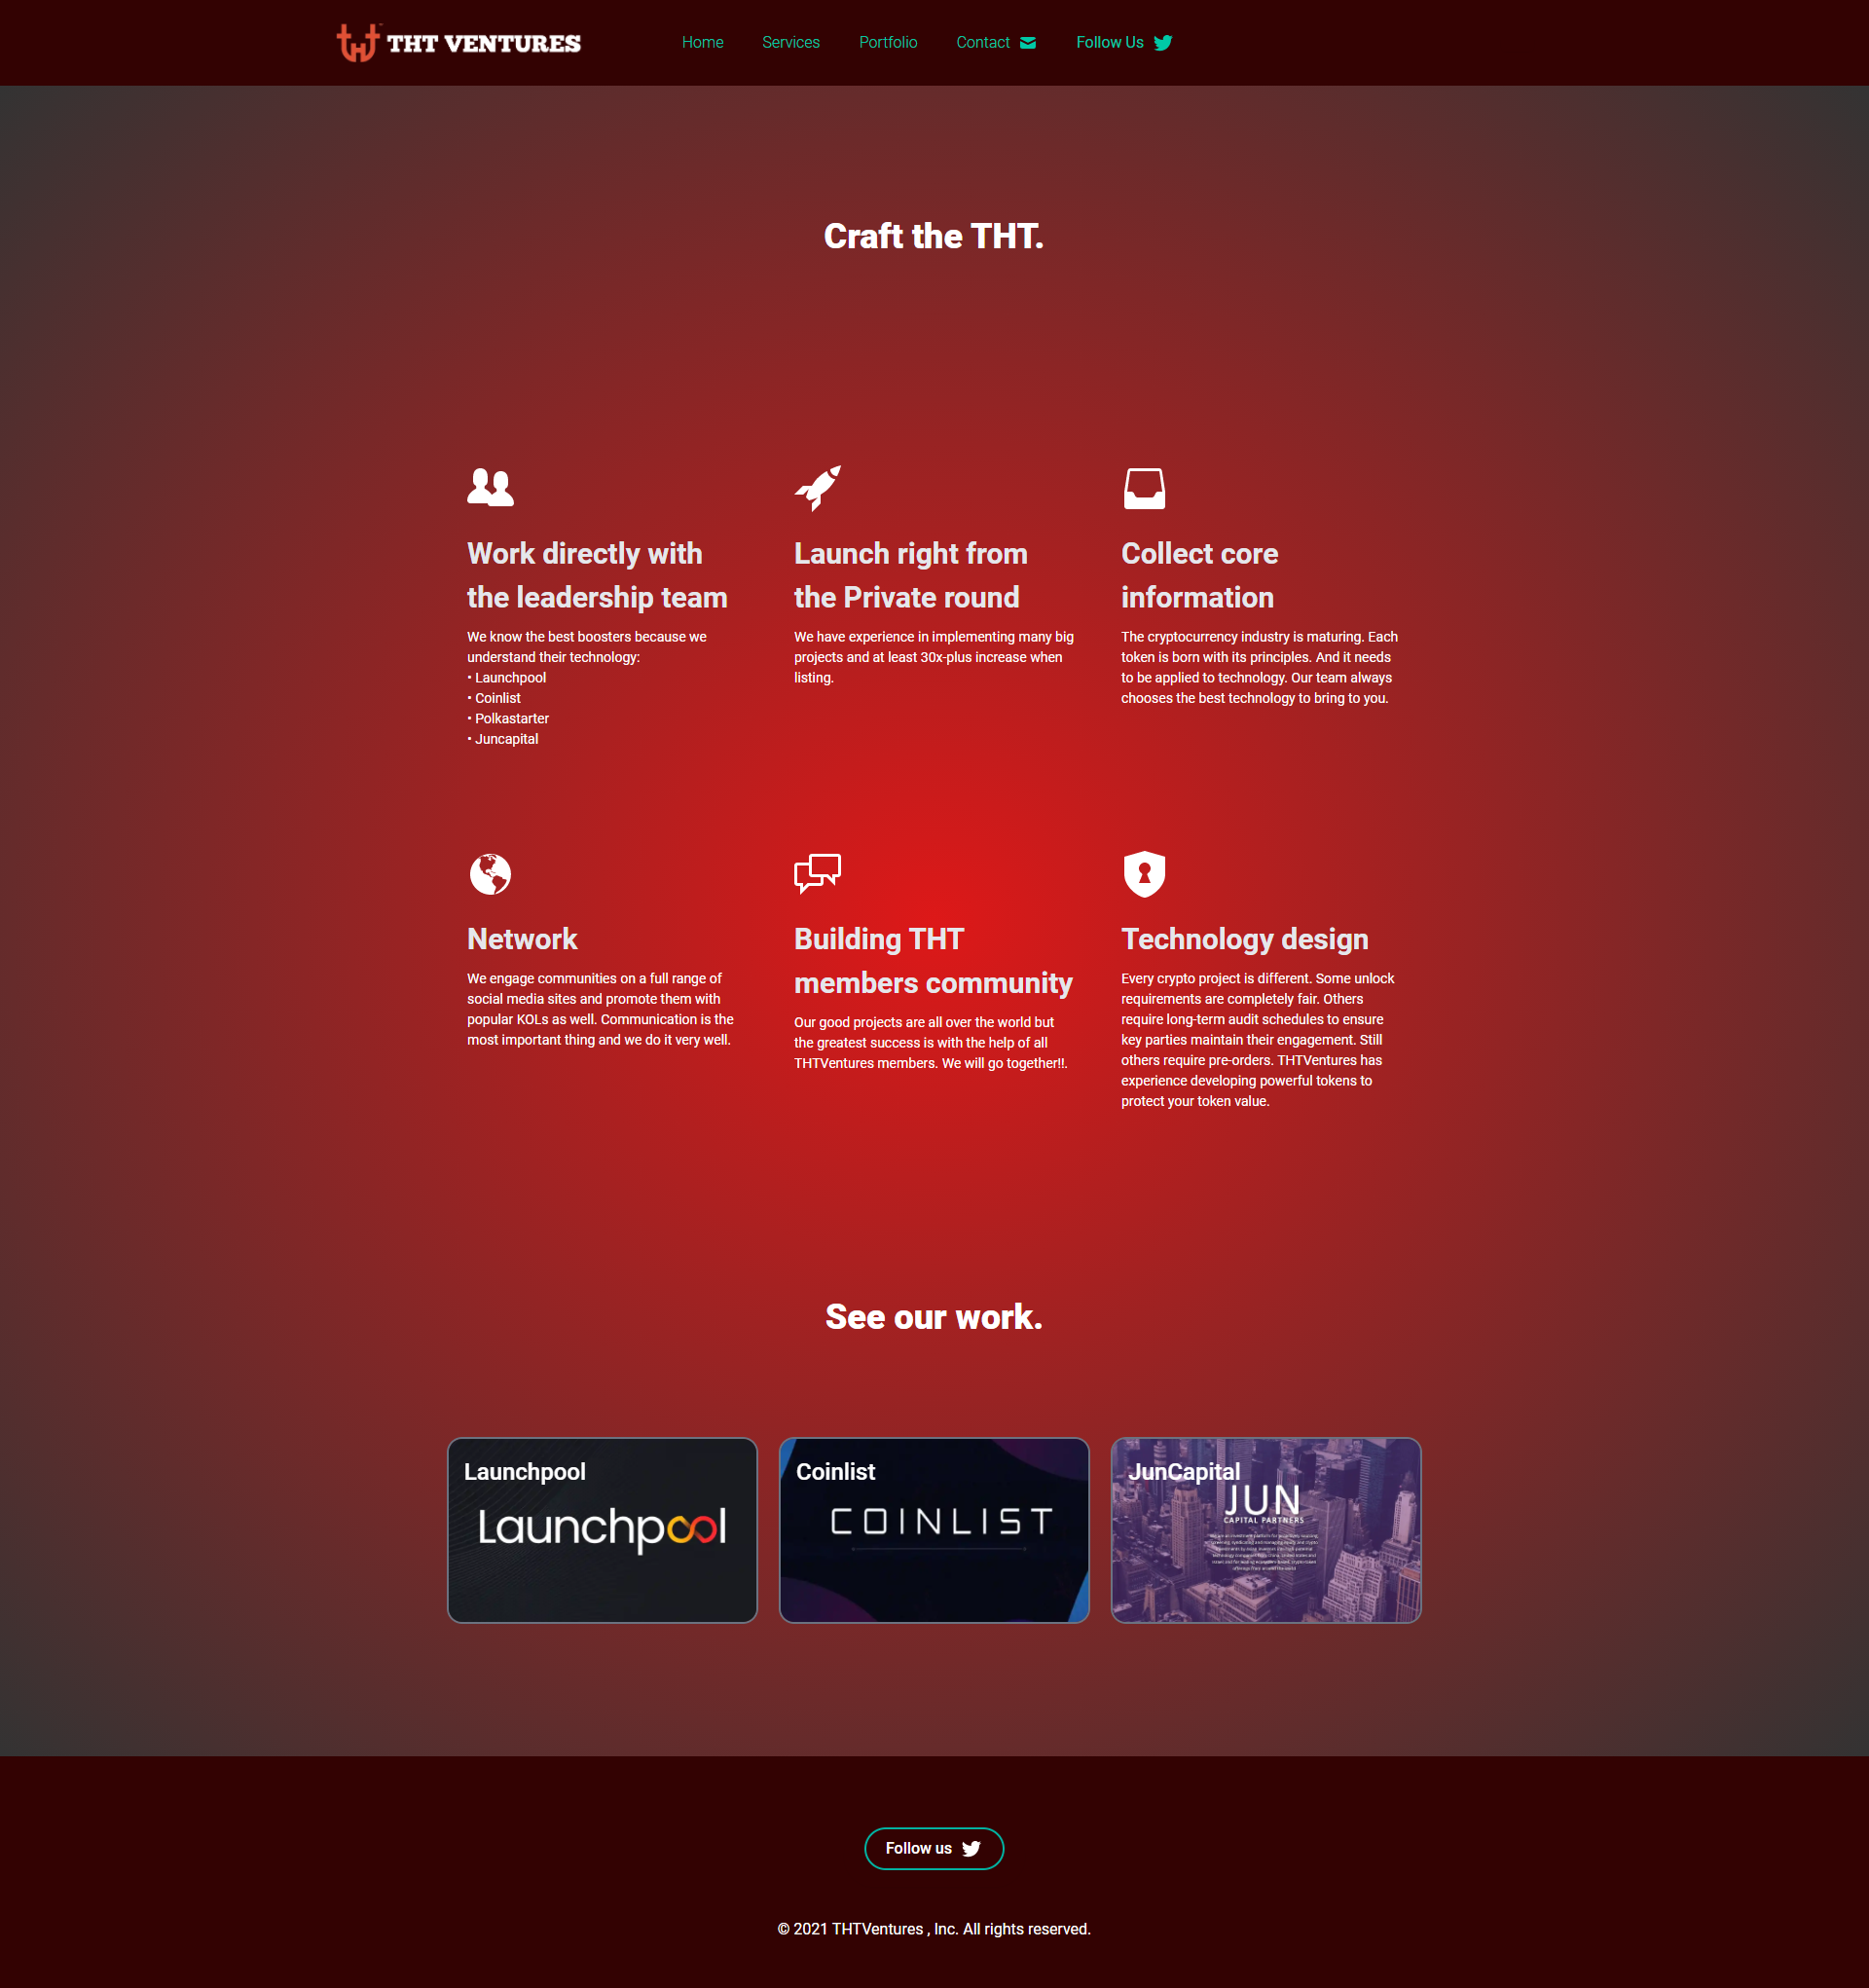 THT VENTURES
Home
Services
Portfolio
Contact
Follow Us
Craft the THT.
Work directly with
the leadership team
We know the best boosters because we
understand their technology:
• Launchpool
• Coinlist
• Polkastarter
• Juncapital
Launch right from
the Private round
We have experience in implementing many big
projects and at least 30x-plus increase when
listing.
Collect core
information
The cryptocurrency industry is maturing. Each
token is born with its principles. And it needs
to be applied to technology. Our team always
chooses the best technology to bring to you.
Network
We engage communities on a full range of
social media sites and promote them with
popular KOLs as well. Communication is the
most important thing and we do it very well.
Building THT
members community
Our good projects are all over the world but
the greatest success is with the help of all
THTVentures members. We will go together!!.
Technology design
Every crypto project is different. Some unlock
requirements are completely fair. Others
require long-term audit schedules to ensure
key parties maintain their engagement. Still
others require pre-orders. THTVentures has
experience developing powerful tokens to
protect your token value.
See our work.
Launchpool
Launchpool
Coinlist
COINLIST
JunCapital
JUN
CAPITAL PARTNERS
Follow us
© 2021 THTVentures , Inc. All rights reserved.